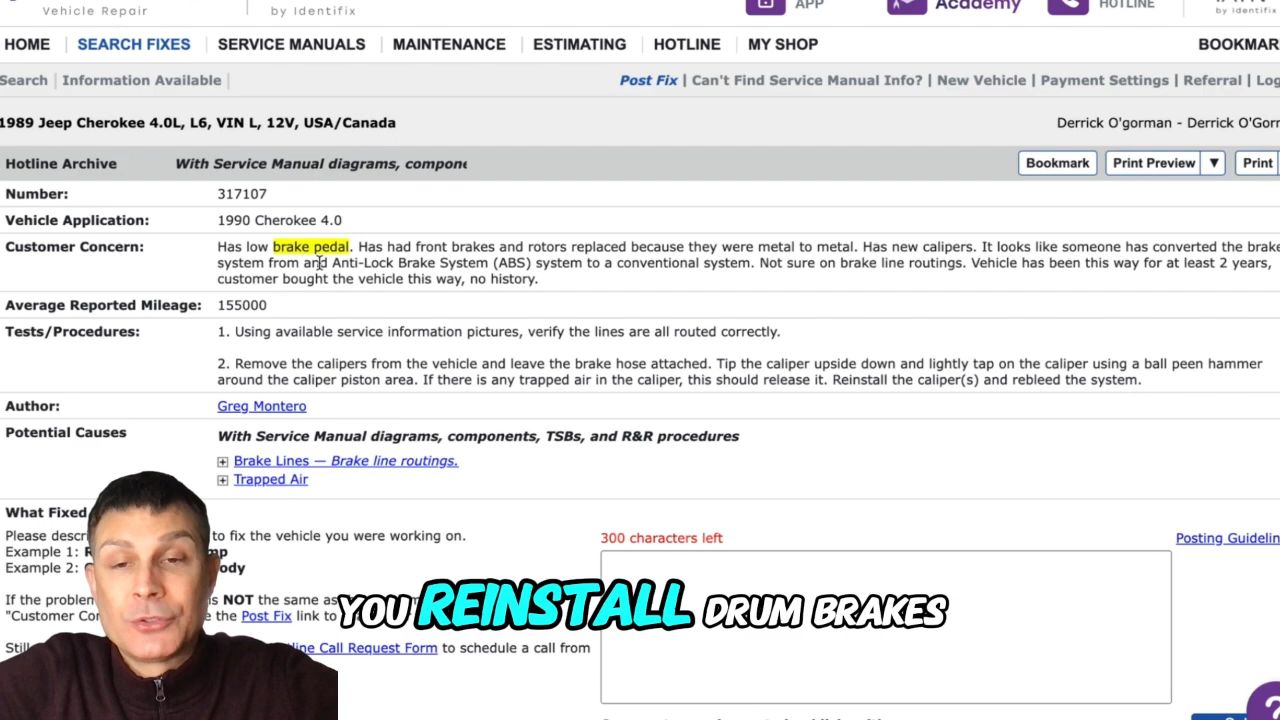 Vehicle Repair
by Identifix
APP
Academy
HOTLINE
by Identifix
HOME SEARCH FIXES SERVICE MANUALS MAINTENANCE ESTIMATING HOTLINE MY SHOP BOOKMAR
Search | Information Available |
Post Fix | Can't Find Service Manual Info? | New Vehicle | Payment Settings | Referral | Log
1989 Jeep Cherokee 4.0L, L6, VIN L, 12V, USA/Canada
Derrick O'gorman - Derrick O'Gorn
Hotline Archive With Service Manual diagrams, compone
Bookmark Print Preview ▼ Print
Number: 317107
Vehicle Application: 1990 Cherokee 4.0
Customer Concern: Has low brake pedal. Has had front brakes and rotors replaced because they were metal to metal. Has new calipers. It looks like someone has converted the brake
system from and Anti-Lock Brake System (ABS) system to a conventional system. Not sure on brake line routings. Vehicle has been this way for at least 2 years,
customer bought the vehicle this way, no history.
Average Reported Mileage: 155000
Tests/Procedures: 1. Using available service information pictures, verify the lines are all routed correctly.
2. Remove the calipers from the vehicle and leave the brake hose attached. Tip the caliper upside down and lightly tap on the caliper using a ball peen hammer
around the caliper piston area. If there is any trapped air in the caliper, this should release it. Reinstall the caliper(s) and rebleed the system.
Author: Greg Montero
Potential Causes With Service Manual diagrams, components, TSBs, and R&R procedures
Brake Lines — Brake line routings.
Trapped Air
What Fixed
Please descr to fix the vehicle you were working on.
Example 1: R mp
Example 2: C ody
If the problem is NOT the same as
"Customer Con e the Post Fix link to
Still line Call Request Form to schedule a call from
300 characters left
Posting Guidelin
YOU REINSTALL DRUM BRAKES
?